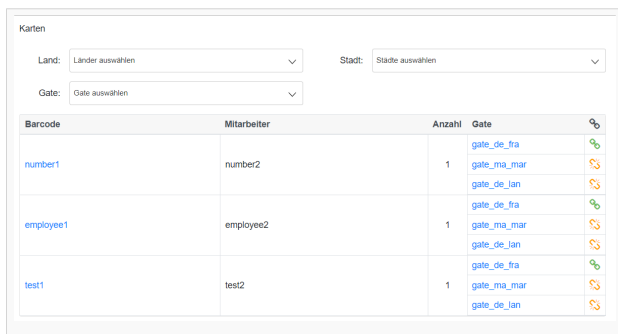 Karten
Land: Länder auswählen Stadt: Städte auswählen
Gate: Gate auswählen
Barcode Mitarbeiter Anzahl Gate
gate_de_fra
number1 number2 1 gate_ma_mar
gate_de_lan
gate_de_fra
employee1 employee2 1 gate_ma_mar
gate_de_lan
gate_de_fra
test1 test2 1 gate_ma_mar
gate_de_lan